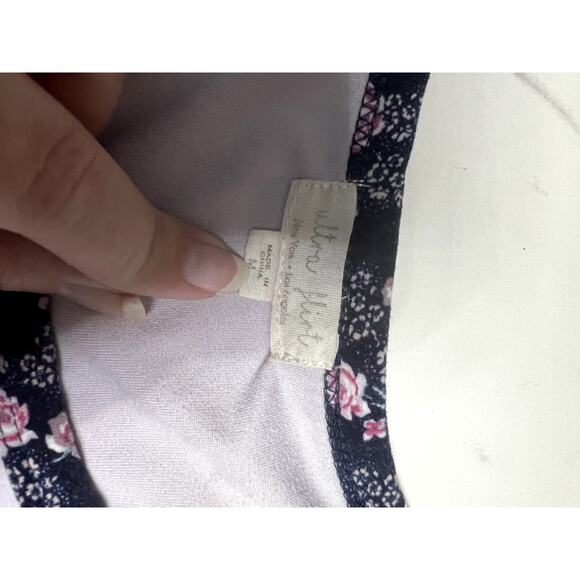 ultra flirt
New York • Los Angeles
MADE IN
CHINA
M